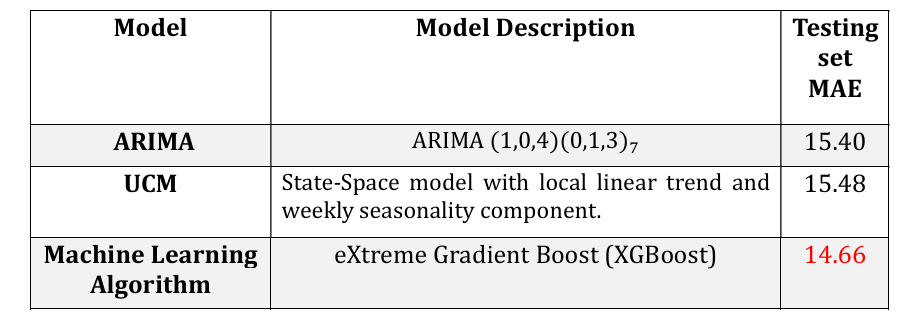 Model Model Description Testing
set
MAE
ARIMA ARIMA (1,0,4)(0,1,3)₇ 15.40
UCM State-Space model with local linear trend and 15.48
weekly seasonality component.
Machine Learning eXtreme Gradient Boost (XGBoost) 14.66
Algorithm